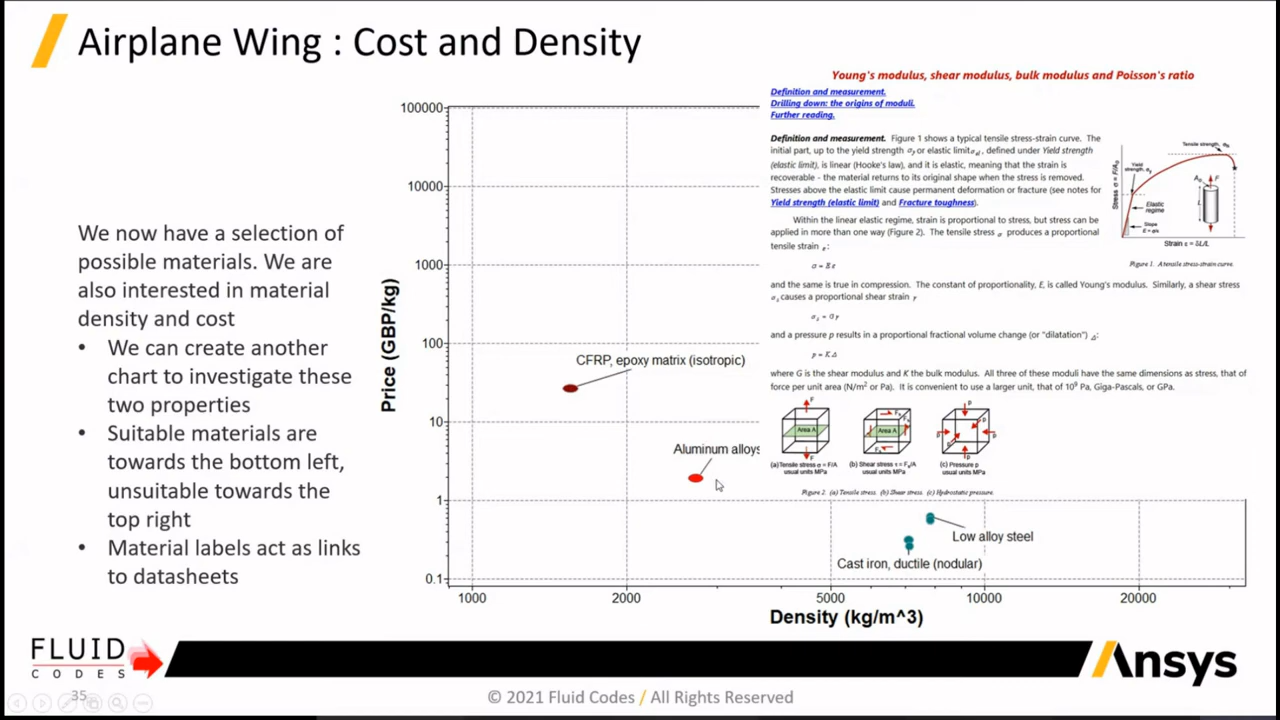 Airplane Wing : Cost and Density
We now have a selection of
possible materials. We are
also interested in material
density and cost
• We can create another
chart to investigate these
two properties
• Suitable materials are
towards the bottom left,
unsuitable towards the
top right
• Material labels act as links
to datasheets
Price (GBP/kg)
100000
10000
1000
100
10
1
0.1
CFRP, epoxy matrix (isotropic)
Aluminum alloys
Low alloy steel
Cast iron, ductile (nodular)
1000
2000
5000
10000
20000
Density (kg/m^3)
Young's modulus, shear modulus, bulk modulus and Poisson's ratio
Definition and measurement.
Drilling down: the origins of moduli.
Further reading.
Definition and measurement. Figure 1 shows a typical tensile stress-strain curve. The
initial part, up to the yield strength σy or elastic limit σel, defined under Yield strength
(elastic limit), is linear (Hooke's law), and it is elastic, meaning that the strain is
recoverable - the material returns to its original shape when the stress is removed.
Stresses above the elastic limit cause permanent deformation or fracture (see notes for
Yield strength (elastic limit) and Fracture toughness).
Within the linear elastic regime, strain is proportional to stress, but stress can be
applied in more than one way (Figure 2). The tensile stress σ produces a proportional
tensile strain ε:
σ = E ε
and the same is true in compression. The constant of proportionality, E, is called Young's modulus. Similarly, a shear stress
σs causes a proportional shear strain γ
σs = G γ
and a pressure p results in a proportional fractional volume change (or "dilatation") Δ:
p = K Δ
where G is the shear modulus and K the bulk modulus. All three of these moduli have the same dimensions as stress, that of
force per unit area (N/m² or Pa). It is convenient to use a larger unit, that of 10⁹ Pa, Giga-Pascals, or GPa.
Tensile strength, σts
Yield
strength, σy
Stress σ = F/A₀
A₀
F
L
Elastic
regime
Slope
E = σ/ε
Strain ε = δL/L
Figure 1. A tensile stress-strain curve.
F
Area A
F
(a) Tensile stress σ = F/A
usual units MPa
Fs
Area A
Fs
(b) Shear stress τ = Fs/A
usual units MPa
p
p
p
p
p
(c) Pressure p
usual units MPa
Figure 2. (a) Tensile stress. (b) Shear stress. (c) Hydrostatic pressure.
FLUID
CODES
Ansys
35
© 2021 Fluid Codes / All Rights Reserved